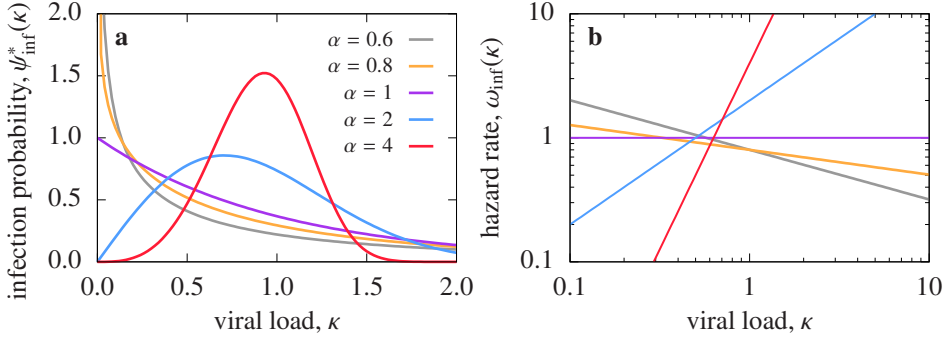 a
α = 0.6
α = 0.8
α = 1
α = 2
α = 4
infection probability, ψ*inf(κ)
2.0
1.5
1.0
0.5
0.0
0.0 0.5 1.0 1.5 2.0
viral load, κ
b
hazard rate, ωinf(κ)
10
1
0.1
0.1 1 10
viral load, κ